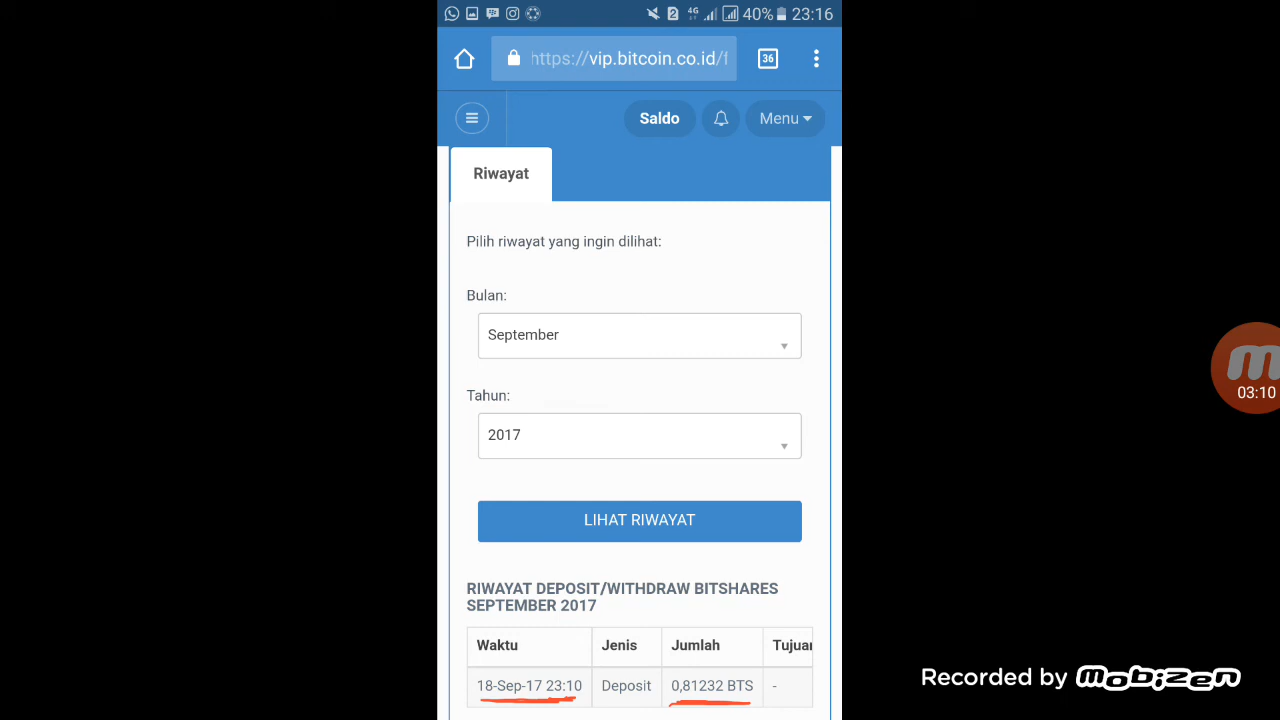 40% 23:16
https://vip.bitcoin.co.id/f
36
Saldo
Menu
Riwayat
Pilih riwayat yang ingin dilihat:
Bulan:
September
Tahun:
2017
LIHAT RIWAYAT
RIWAYAT DEPOSIT/WITHDRAW BITSHARES
SEPTEMBER 2017
Waktu Jenis Jumlah Tujuan
18-Sep-17 23:10 Deposit 0,81232 BTS -
03:10
Recorded by mobizen